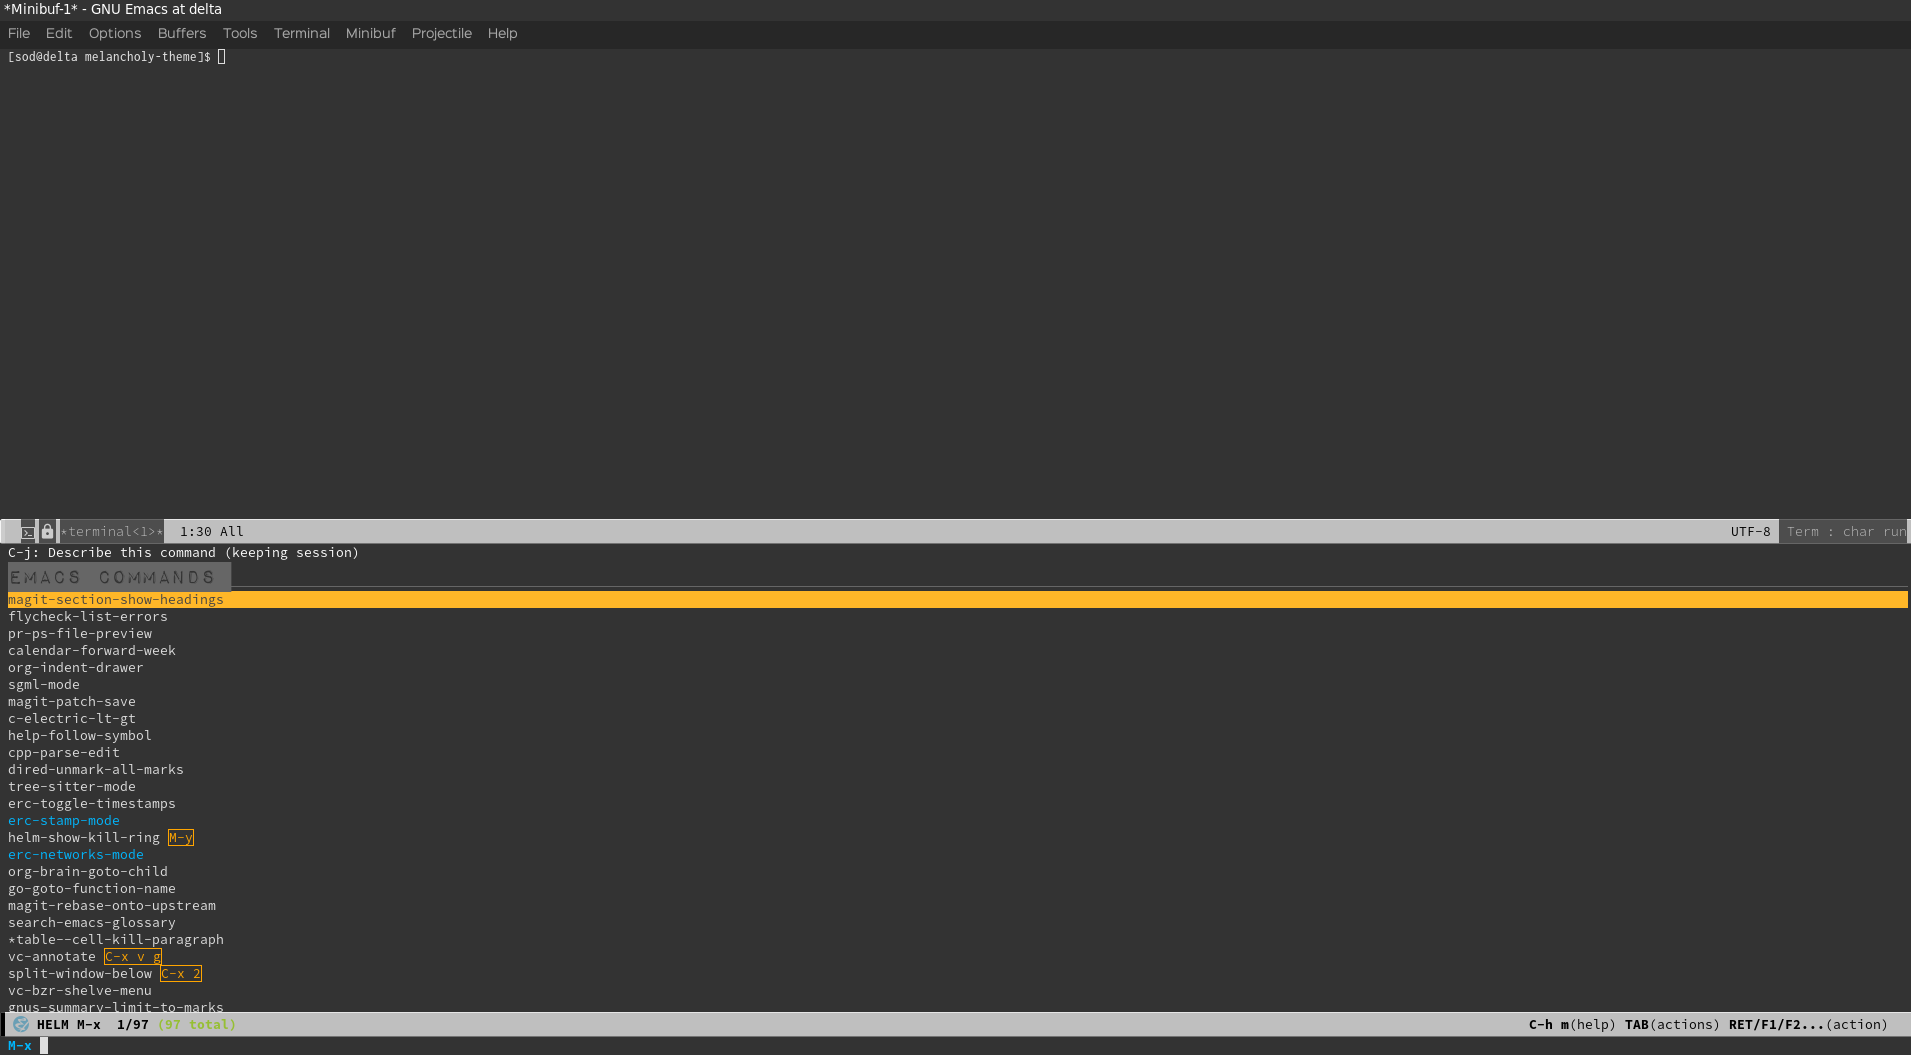 *Minibuf-1* - GNU Emacs at delta
File Edit Options Buffers Tools Terminal Minibuf Projectile Help
[sod@delta melancholy-theme]$
*terminal<1>* 1:30 All UTF-8 Term : char run
C-j: Describe this command (keeping session)
EMACS COMMANDS
magit-section-show-headings
flycheck-list-errors
pr-ps-file-preview
calendar-forward-week
org-indent-drawer
sgml-mode
magit-patch-save
c-electric-lt-gt
help-follow-symbol
cpp-parse-edit
dired-unmark-all-marks
tree-sitter-mode
erc-toggle-timestamps
erc-stamp-mode
helm-show-kill-ring M-y
erc-networks-mode
org-brain-goto-child
go-goto-function-name
magit-rebase-onto-upstream
search-emacs-glossary
*table--cell-kill-paragraph
vc-annotate C-x v g
split-window-below C-x 2
vc-bzr-shelve-menu
gnus-summary-limit-to-marks
HELM M-x 1/97 (97 total) C-h m(help) TAB(actions) RET/F1/F2...(action)
M-x